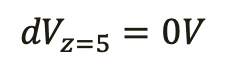 dV_{z=5} = 0V